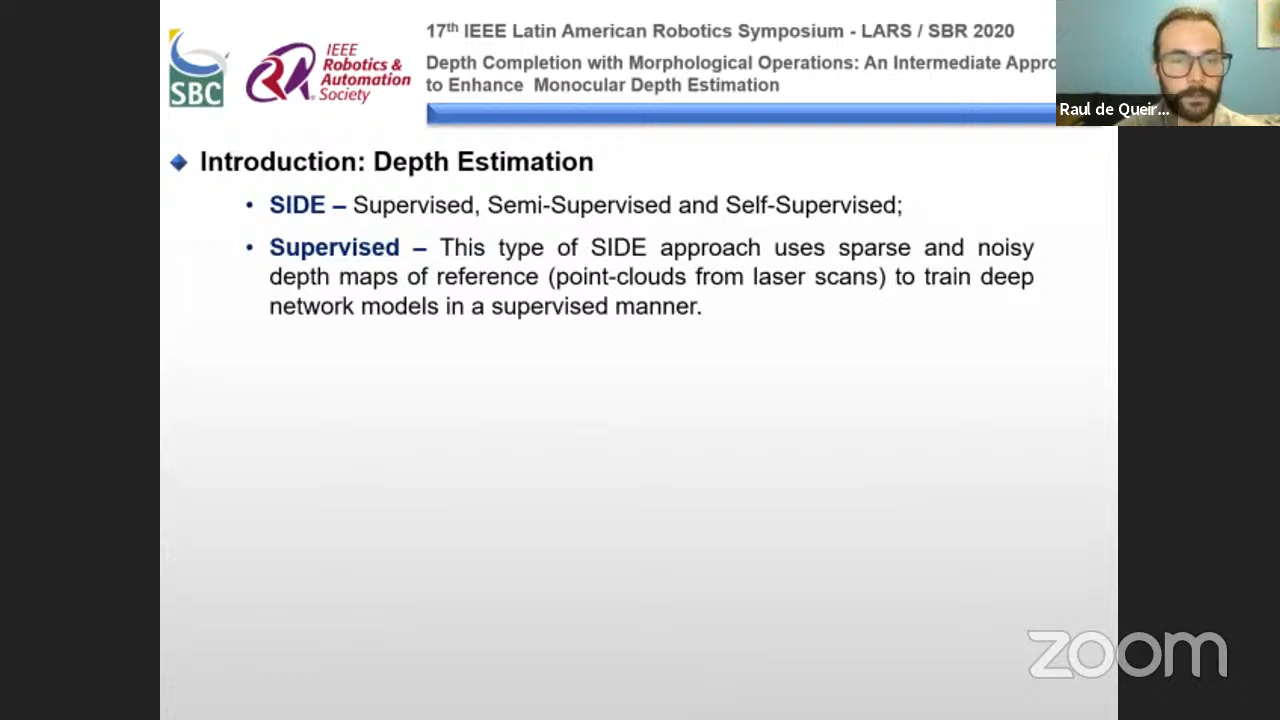 17th IEEE Latin American Robotics Symposium - LARS / SBR 2020
Depth Completion with Morphological Operations: An Intermediate Appro
to Enhance Monocular Depth Estimation
SBC
IEEE
Robotics &
Automation
Society
Raul de Queir...
Introduction: Depth Estimation
• SIDE – Supervised, Semi-Supervised and Self-Supervised;
• Supervised – This type of SIDE approach uses sparse and noisy
depth maps of reference (point-clouds from laser scans) to train deep
network models in a supervised manner.
zoom